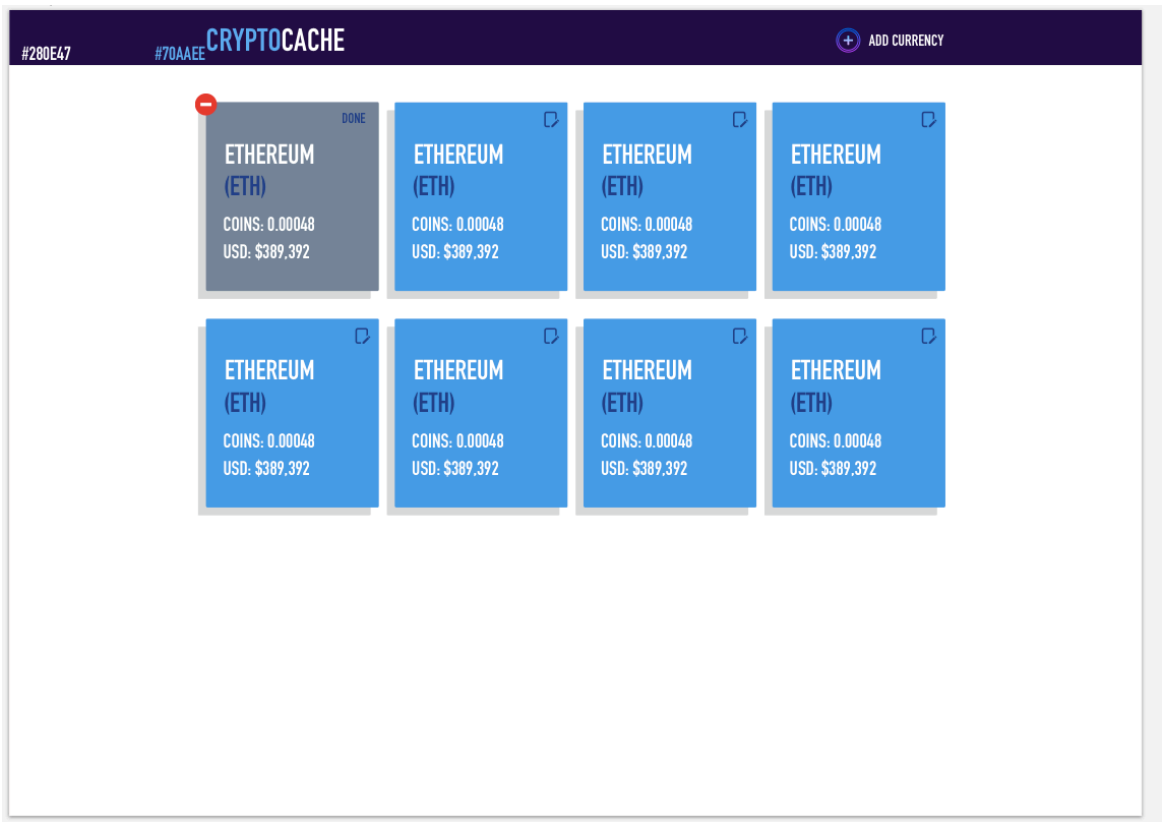 #280E47
#70AAEE
CRYPTOCACHE
ADD CURRENCY
DONE
ETHEREUM
(ETH)
COINS: 0.00048
USD: $389,392
ETHEREUM
(ETH)
COINS: 0.00048
USD: $389,392
ETHEREUM
(ETH)
COINS: 0.00048
USD: $389,392
ETHEREUM
(ETH)
COINS: 0.00048
USD: $389,392
ETHEREUM
(ETH)
COINS: 0.00048
USD: $389,392
ETHEREUM
(ETH)
COINS: 0.00048
USD: $389,392
ETHEREUM
(ETH)
COINS: 0.00048
USD: $389,392
ETHEREUM
(ETH)
COINS: 0.00048
USD: $389,392